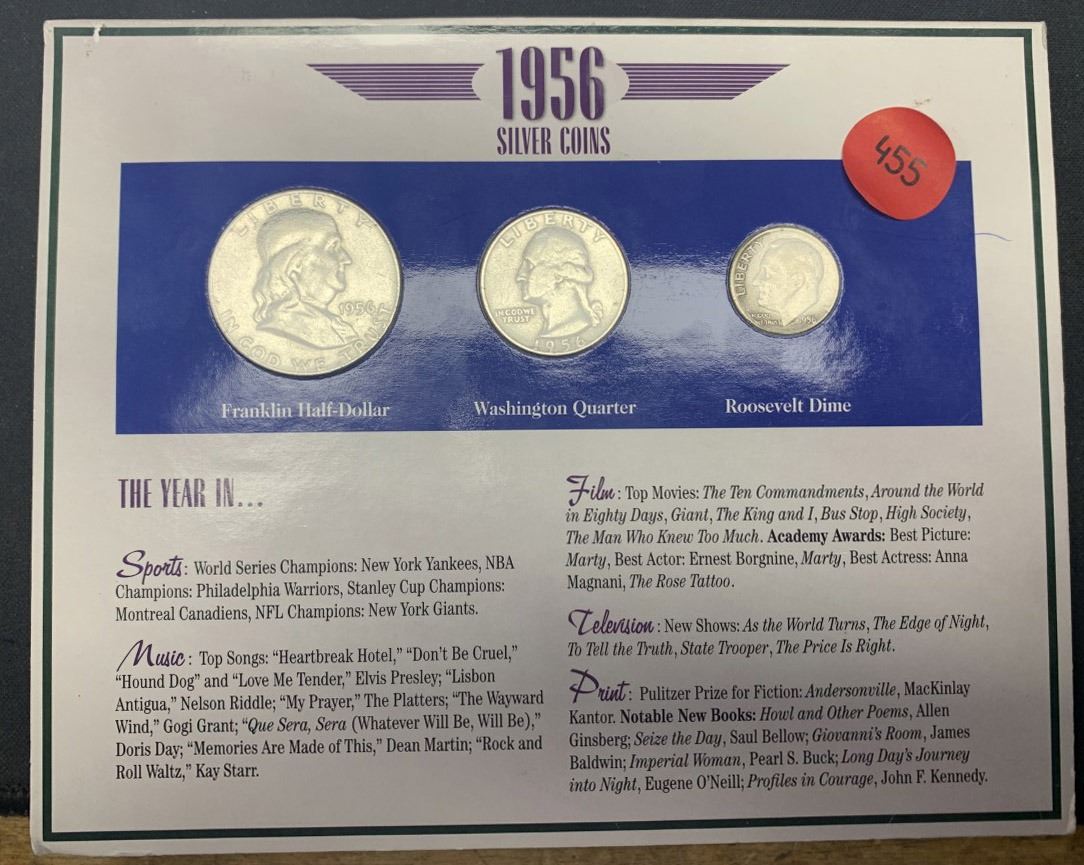 1956
SILVER COINS
455
LIBERTY
1956
IN GOD WE TRUST
LIBERTY
IN GOD WE
TRUST
1956
LIBERTY
1956
Franklin Half-Dollar
Washington Quarter
Roosevelt Dime
THE YEAR IN...
Sports: World Series Champions: New York Yankees, NBA
Champions: Philadelphia Warriors, Stanley Cup Champions:
Montreal Canadiens, NFL Champions: New York Giants.
Music: Top Songs: “Heartbreak Hotel,” “Don’t Be Cruel,”
“Hound Dog” and “Love Me Tender,” Elvis Presley; “Lisbon
Antigua,” Nelson Riddle; “My Prayer,” The Platters; “The Wayward
Wind,” Gogi Grant; “Que Sera, Sera (Whatever Will Be, Will Be),”
Doris Day; “Memories Are Made of This,” Dean Martin; “Rock and
Roll Waltz,” Kay Starr.
Film: Top Movies: The Ten Commandments, Around the World
in Eighty Days, Giant, The King and I, Bus Stop, High Society,
The Man Who Knew Too Much. Academy Awards: Best Picture:
Marty, Best Actor: Ernest Borgnine, Marty, Best Actress: Anna
Magnani, The Rose Tattoo.
Television: New Shows: As the World Turns, The Edge of Night,
To Tell the Truth, State Trooper, The Price Is Right.
Print: Pulitzer Prize for Fiction: Andersonville, MacKinlay
Kantor. Notable New Books: Howl and Other Poems, Allen
Ginsberg; Seize the Day, Saul Bellow; Giovanni’s Room, James
Baldwin; Imperial Woman, Pearl S. Buck; Long Day’s Journey
into Night, Eugene O’Neill; Profiles in Courage, John F. Kennedy.